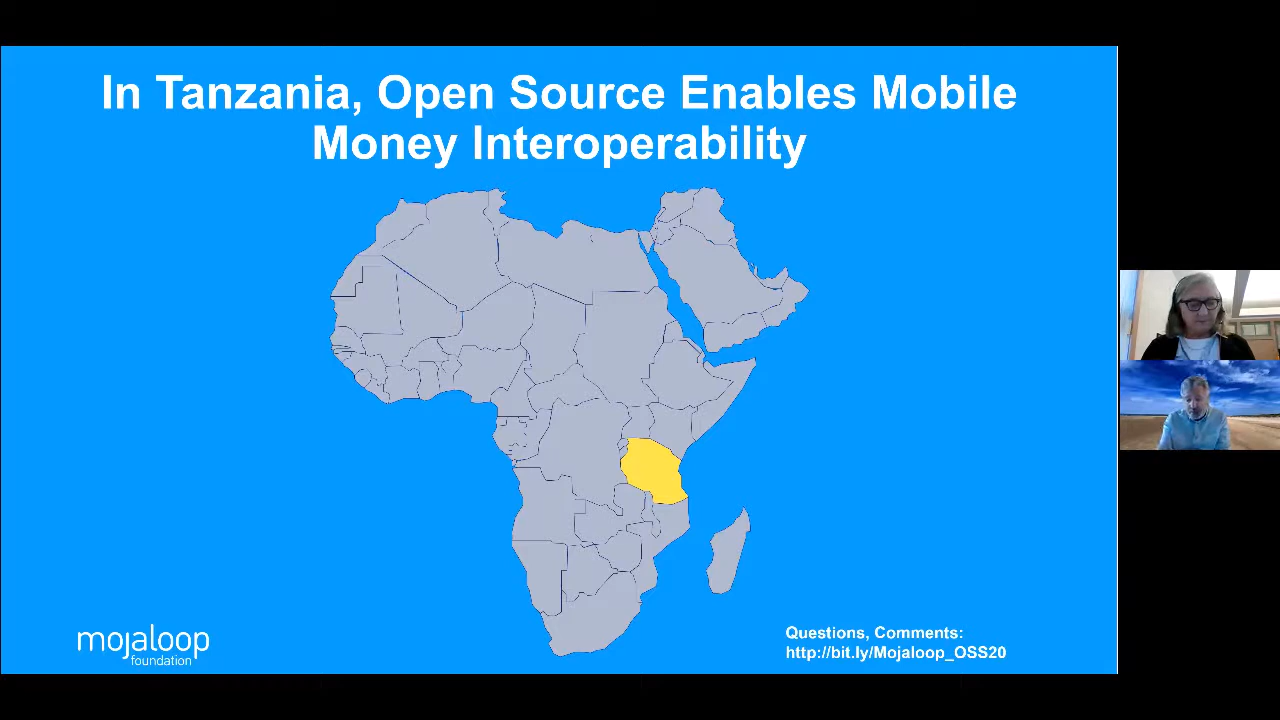 In Tanzania, Open Source Enables Mobile
Money Interoperability
mojaloop
foundation
Questions, Comments:
http://bit.ly/Mojaloop_OSS20